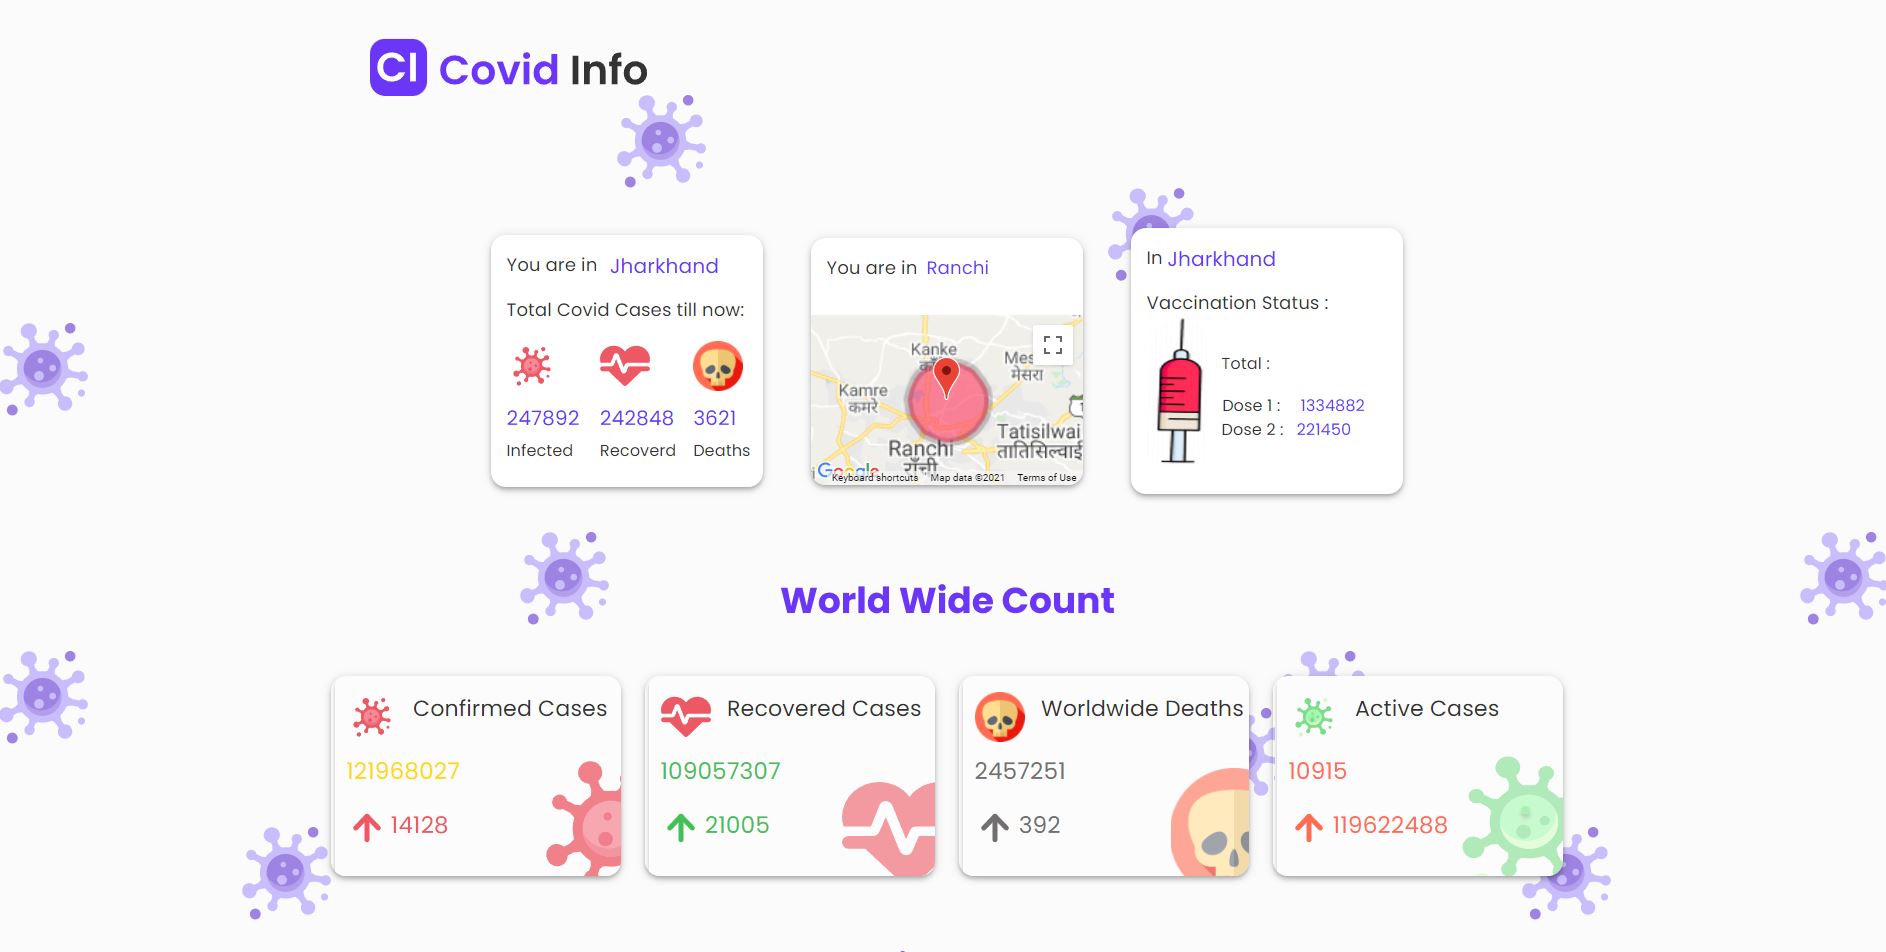 CI Covid Info
You are in Jharkhand
Total Covid Cases till now:
247892 242848 3621
Infected Recoverd Deaths
You are in Ranchi
Kanke
Kamre
कमरे
मेसरा
Tatisilwai
तातिसिल्वाई
Ranchi
राँची
Google
Keyboard shortcuts Map data ©2021 Terms of Use
In Jharkhand
Vaccination Status :
Total :
Dose 1 : 1334882
Dose 2 : 221450
World Wide Count
Confirmed Cases
121968027
14128
Recovered Cases
109057307
21005
Worldwide Deaths
2457251
392
Active Cases
10915
119622488